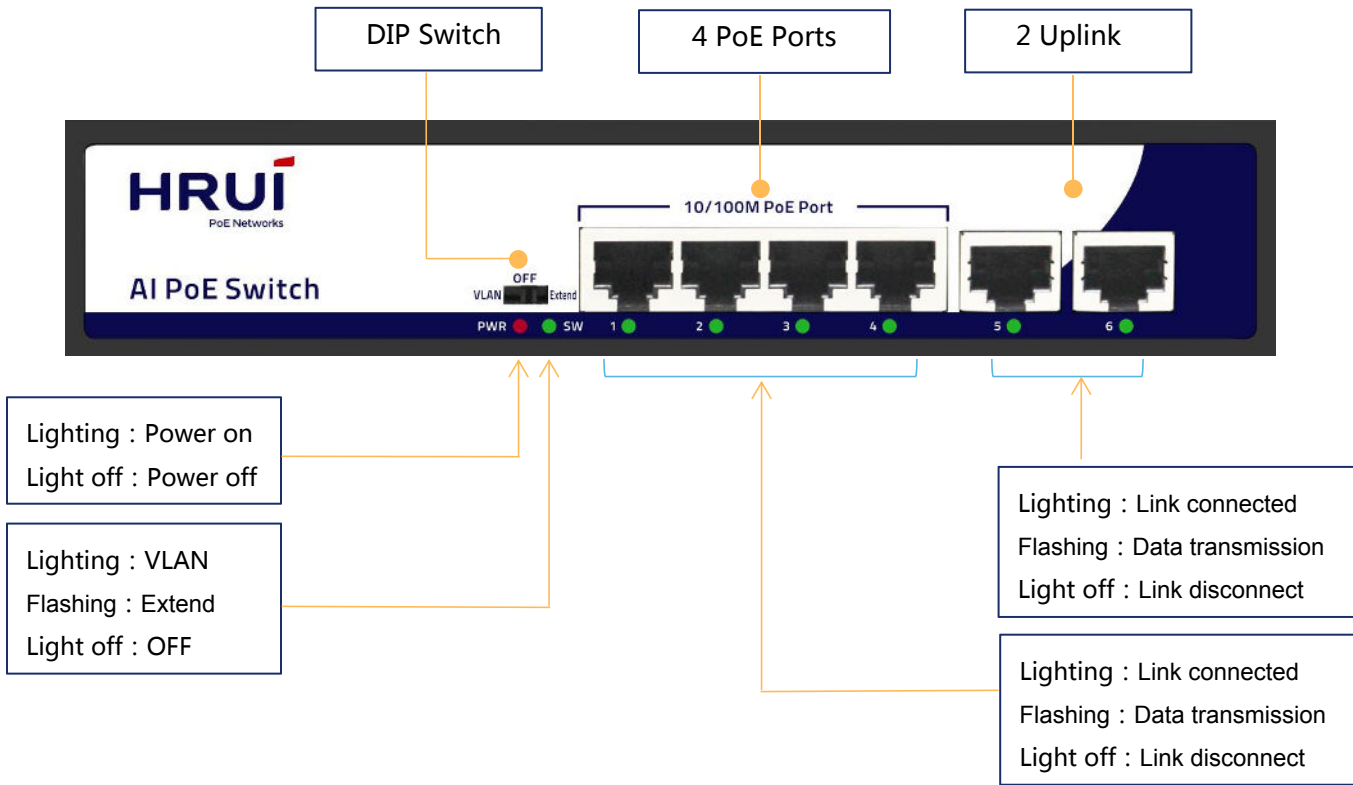 DIP Switch
4 PoE Ports
2 Uplink
HRUI
PoE Networks
10/100M PoE Port
AI PoE Switch
OFF
VLAN
Extend
PWR
SW
1
2
3
4
5
6
Lighting：Power on
Light off：Power off
Lighting：VLAN
Flashing：Extend
Light off：OFF
Lighting：Link connected
Flashing：Data transmission
Light off：Link disconnect
Lighting：Link connected
Flashing：Data transmission
Light off：Link disconnect